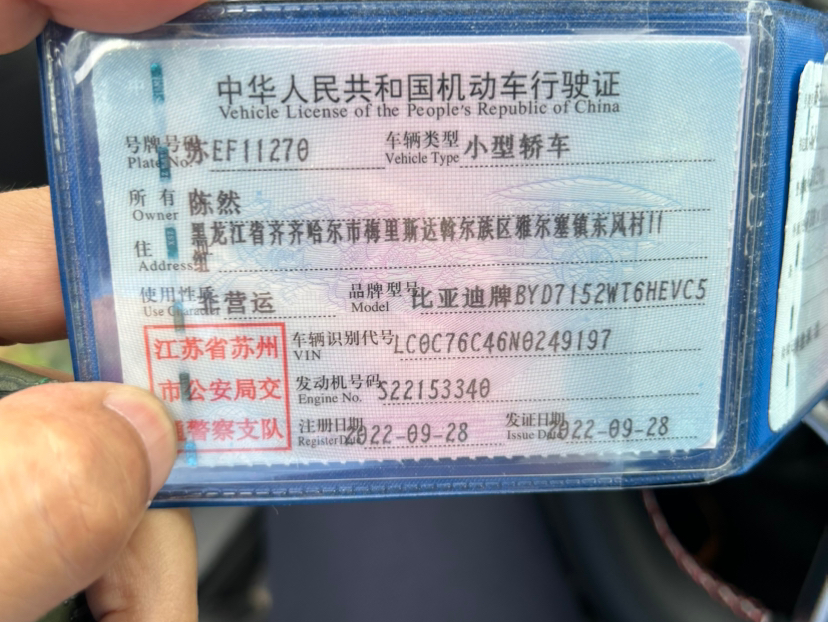 中华人民共和国机动车行驶证
Vehicle License of the People's Republic of China
号牌号码 苏EF11270 车辆类型 小型轿车
Plate No. Vehicle Type
所有 陈然
Owner
黑龙江省齐齐哈尔市梅里斯达斡尔族区雅尔塞镇东风村11
住
Address 组
使用性质 非营运 品牌型号 比亚迪牌BYD7152WT6HEVC5
Use Character Model
江苏省苏州 车辆识别代号 LC0C76C46N0249197
VIN
市公安局交 发动机号码 S22153340
Engine No.
通警察支队 注册日期 2022-09-28 发证日期 2022-09-28
Register Date Issue Date